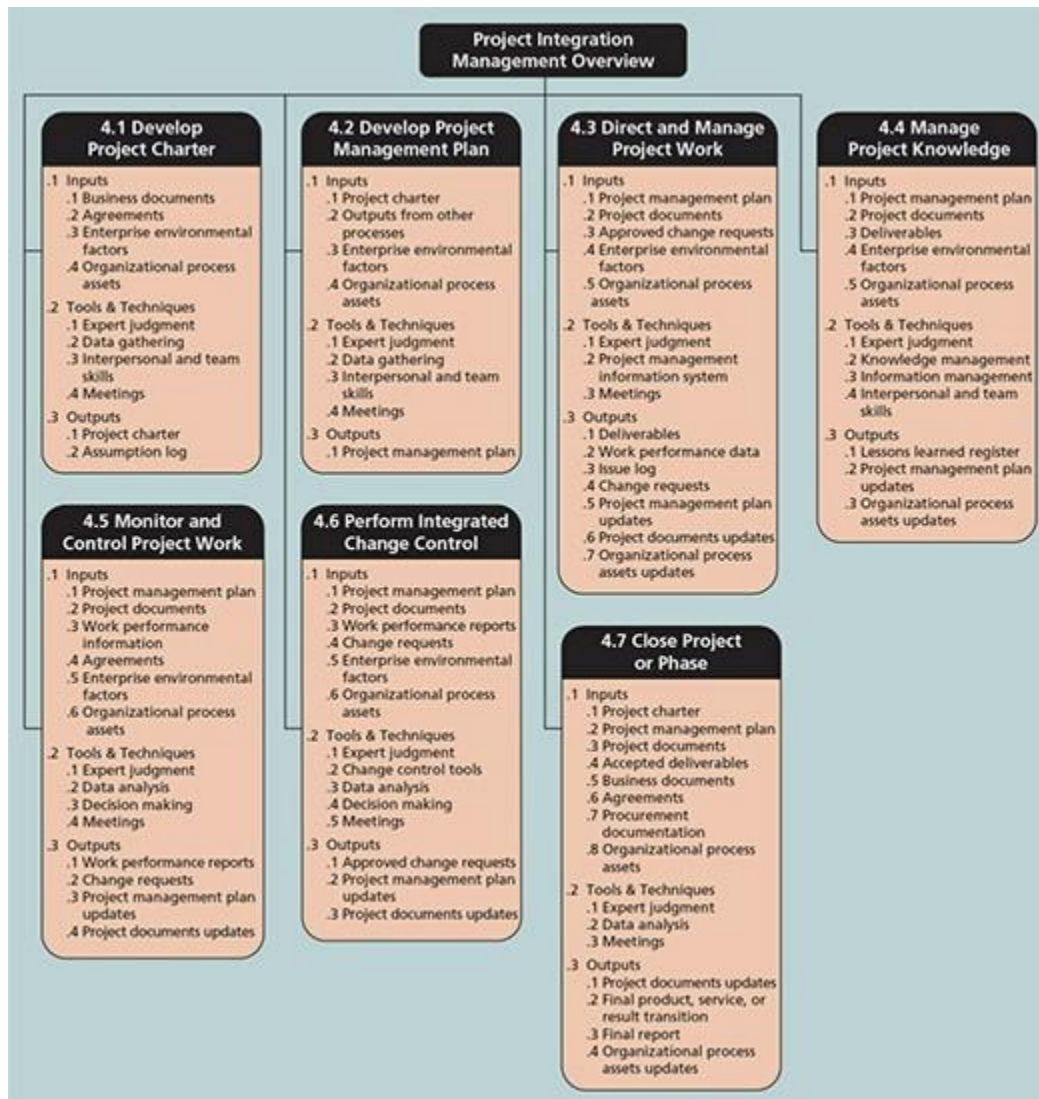 Project Integration
Management Overview
4.1 Develop
Project Charter
.1 Inputs
.1 Business documents
.2 Agreements
.3 Enterprise environmental
factors
.4 Organizational process
assets
.2 Tools & Techniques
.1 Expert judgment
.2 Data gathering
.3 Interpersonal and team
skills
.4 Meetings
.3 Outputs
.1 Project charter
.2 Assumption log
4.2 Develop Project
Management Plan
.1 Inputs
.1 Project charter
.2 Outputs from other
processes
.3 Enterprise environmental
factors
.4 Organizational process
assets
.2 Tools & Techniques
.1 Expert judgment
.2 Data gathering
.3 Interpersonal and team
skills
.4 Meetings
.3 Outputs
.1 Project management plan
4.3 Direct and Manage
Project Work
.1 Inputs
.1 Project management plan
.2 Project documents
.3 Approved change requests
.4 Enterprise environmental
factors
.5 Organizational process
assets
.2 Tools & Techniques
.1 Expert judgment
.2 Project management
information system
.3 Meetings
.3 Outputs
.1 Deliverables
.2 Work performance data
.3 Issue log
.4 Change requests
.5 Project management plan
updates
.6 Project documents updates
.7 Organizational process
assets updates
4.4 Manage
Project Knowledge
.1 Inputs
.1 Project management plan
.2 Project documents
.3 Deliverables
.4 Enterprise environmental
factors
.5 Organizational process
assets
.2 Tools & Techniques
.1 Expert judgment
.2 Knowledge management
.3 Information management
.4 Interpersonal and team
skills
.3 Outputs
.1 Lessons learned register
.2 Project management plan
updates
.3 Organizational process
assets updates
4.5 Monitor and
Control Project Work
.1 Inputs
.1 Project management plan
.2 Project documents
.3 Work performance
information
.4 Agreements
.5 Enterprise environmental
factors
.6 Organizational process
assets
.2 Tools & Techniques
.1 Expert judgment
.2 Data analysis
.3 Decision making
.4 Meetings
.3 Outputs
.1 Work performance reports
.2 Change requests
.3 Project management plan
updates
.4 Project documents updates
4.6 Perform Integrated
Change Control
.1 Inputs
.1 Project management plan
.2 Project documents
.3 Work performance reports
.4 Change requests
.5 Enterprise environmental
factors
.6 Organizational process
assets
.2 Tools & Techniques
.1 Expert judgment
.2 Change control tools
.3 Data analysis
.4 Decision making
.5 Meetings
.3 Outputs
.1 Approved change requests
.2 Project management plan
updates
.3 Project documents updates
4.7 Close Project
or Phase
.1 Inputs
.1 Project charter
.2 Project management plan
.3 Project documents
.4 Accepted deliverables
.5 Business documents
.6 Agreements
.7 Procurement
documentation
.8 Organizational process
assets
.2 Tools & Techniques
.1 Expert judgment
.2 Data analysis
.3 Meetings
.3 Outputs
.1 Project documents updates
.2 Final product, service, or
result transition
.3 Final report
.4 Organizational process
assets updates